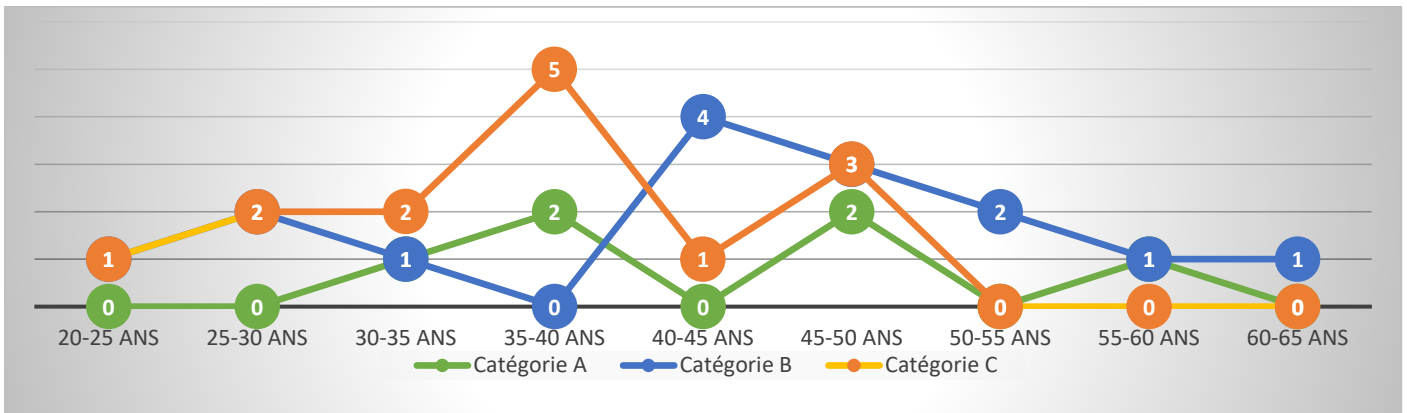 5
4
3
2 2 2 2 2
1 1 1 1 1
0 0 0 0 0 0 0
20-25 ANS 25-30 ANS 30-35 ANS 35-40 ANS 40-45 ANS 45-50 ANS 50-55 ANS 55-60 ANS 60-65 ANS
Catégorie A Catégorie B Catégorie C